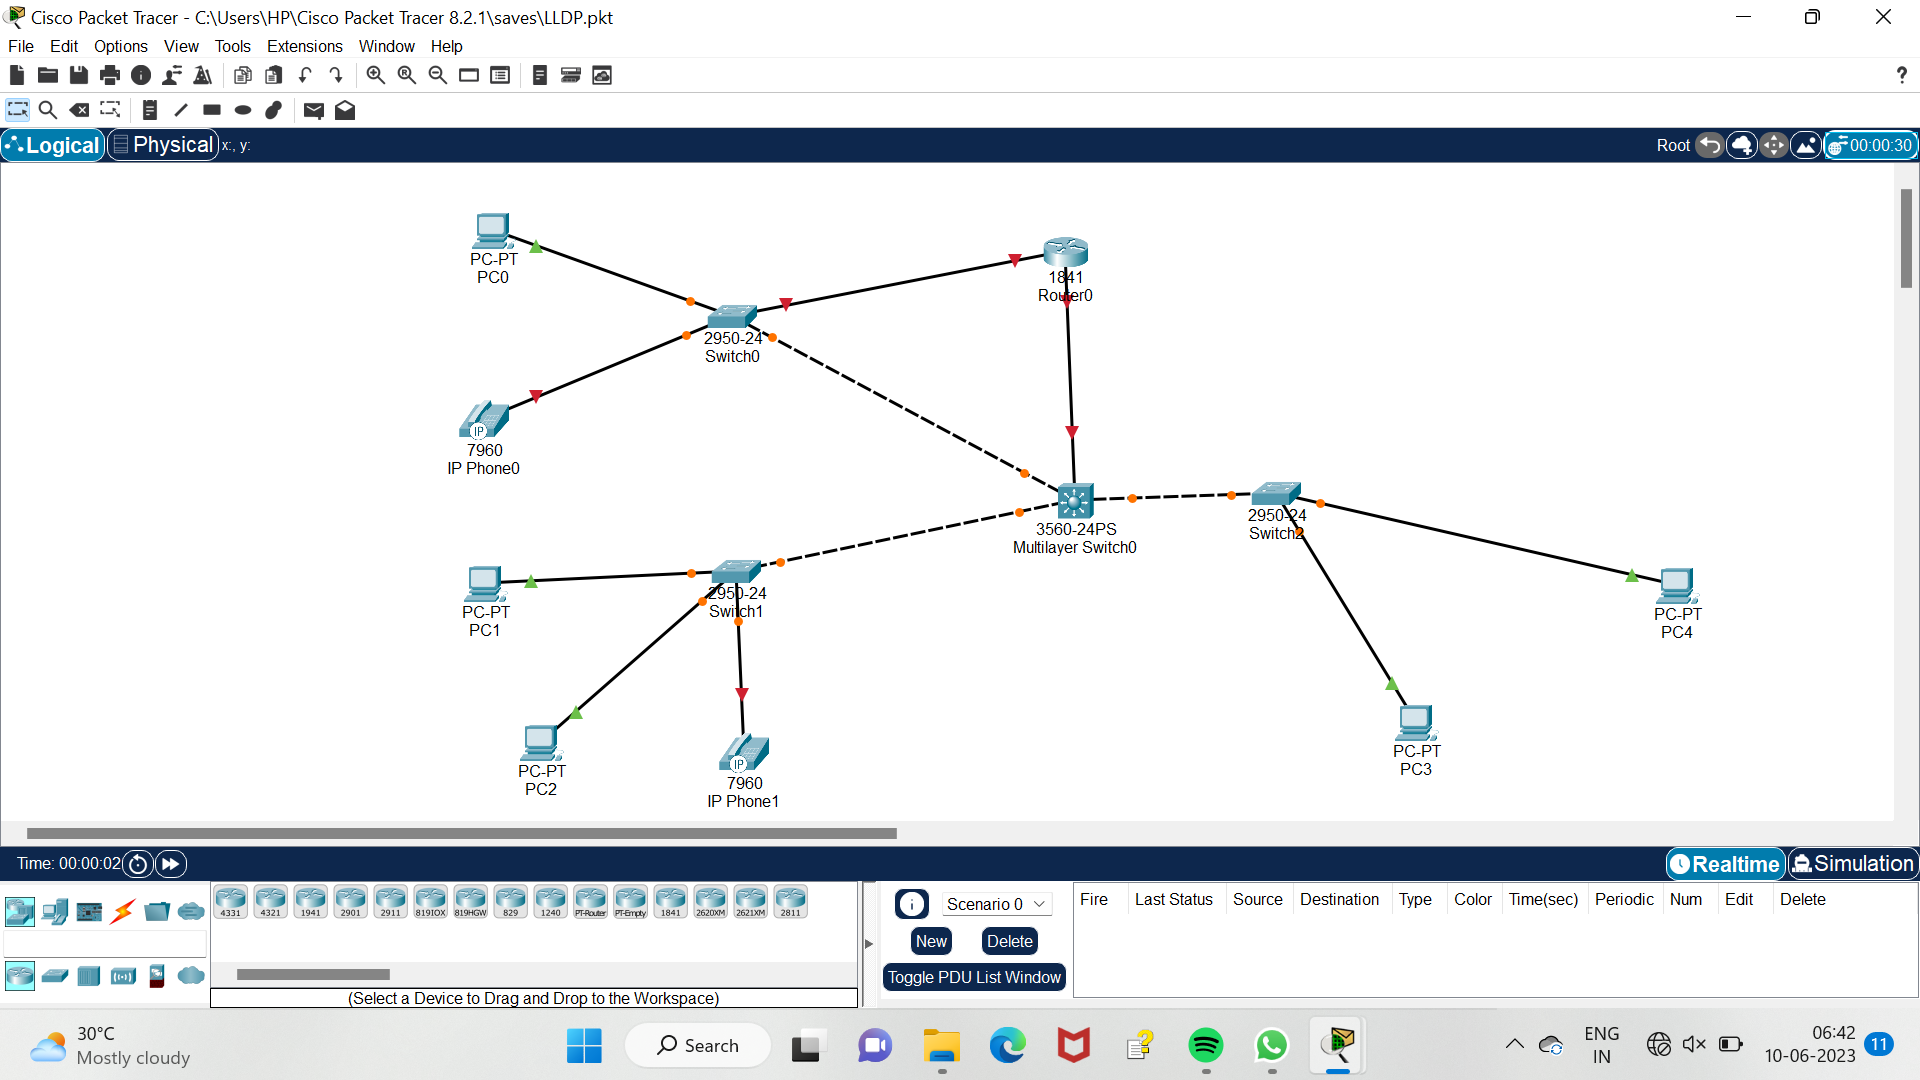 Cisco Packet Tracer - C:\Users\HP\Cisco Packet Tracer 8.2.1\saves\LLDP.pkt
File Edit Options View Tools Extensions Window Help
?
Logical Physical x:, y: Root 00:00:30
PC-PT
PC0
1841
Router0
2950-24
Switch0
IP
7960
IP Phone0
3560-24PS
Multilayer Switch0
2950-24
Switch2
PC-PT
PC1
2950-24
Switch1
PC-PT
PC4
PC-PT
PC2
IP
7960
IP Phone1
PC-PT
PC3
Time: 00:00:02 Realtime Simulation
4331 4321 1941 2901 2911 819IOX 819HGW 829 1240 PT-Router PT-Empty 1841 2620XM 2621XM 2811
(Select a Device to Drag and Drop to the Workspace)
Scenario 0
New Delete
Toggle PDU List Window
Fire Last Status Source Destination Type Color Time(sec) Periodic Num Edit Delete
30°C
Mostly cloudy
Search
ENG
IN
06:42
10-06-2023
11